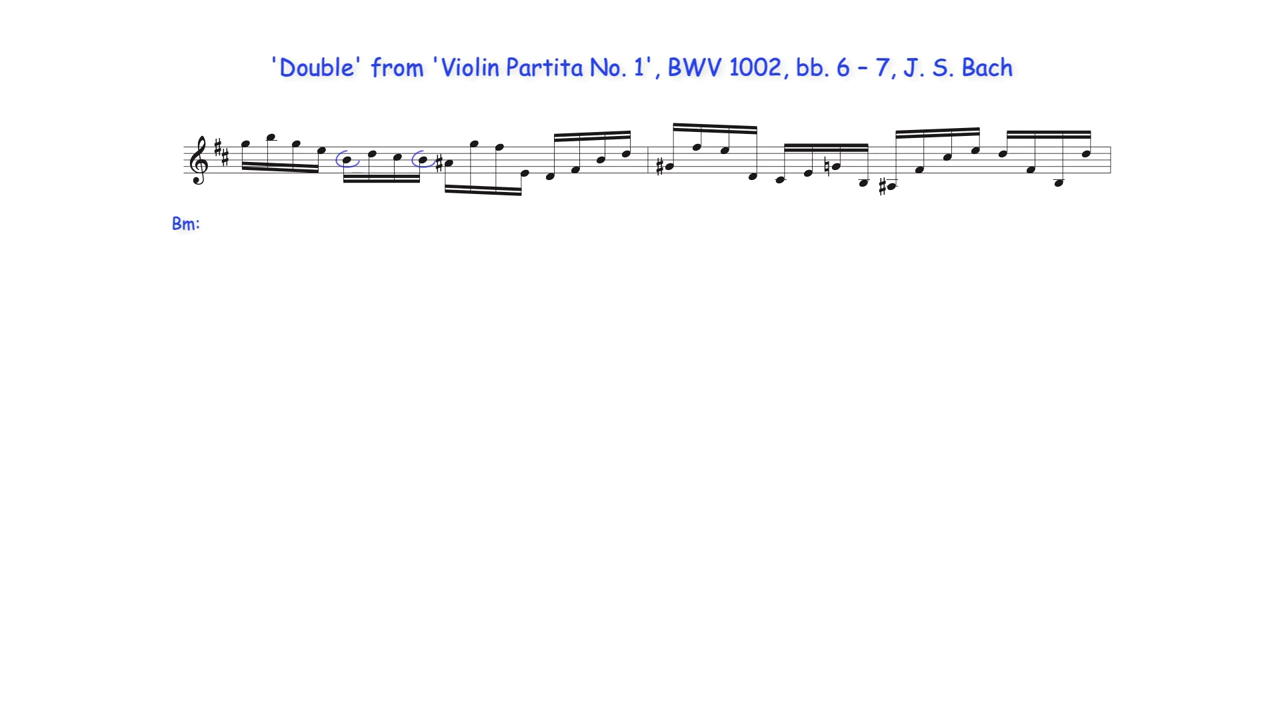 'Double' from 'Violin Partita No. 1', BWV 1002, bb. 6 – 7, J. S. Bach
Bm: